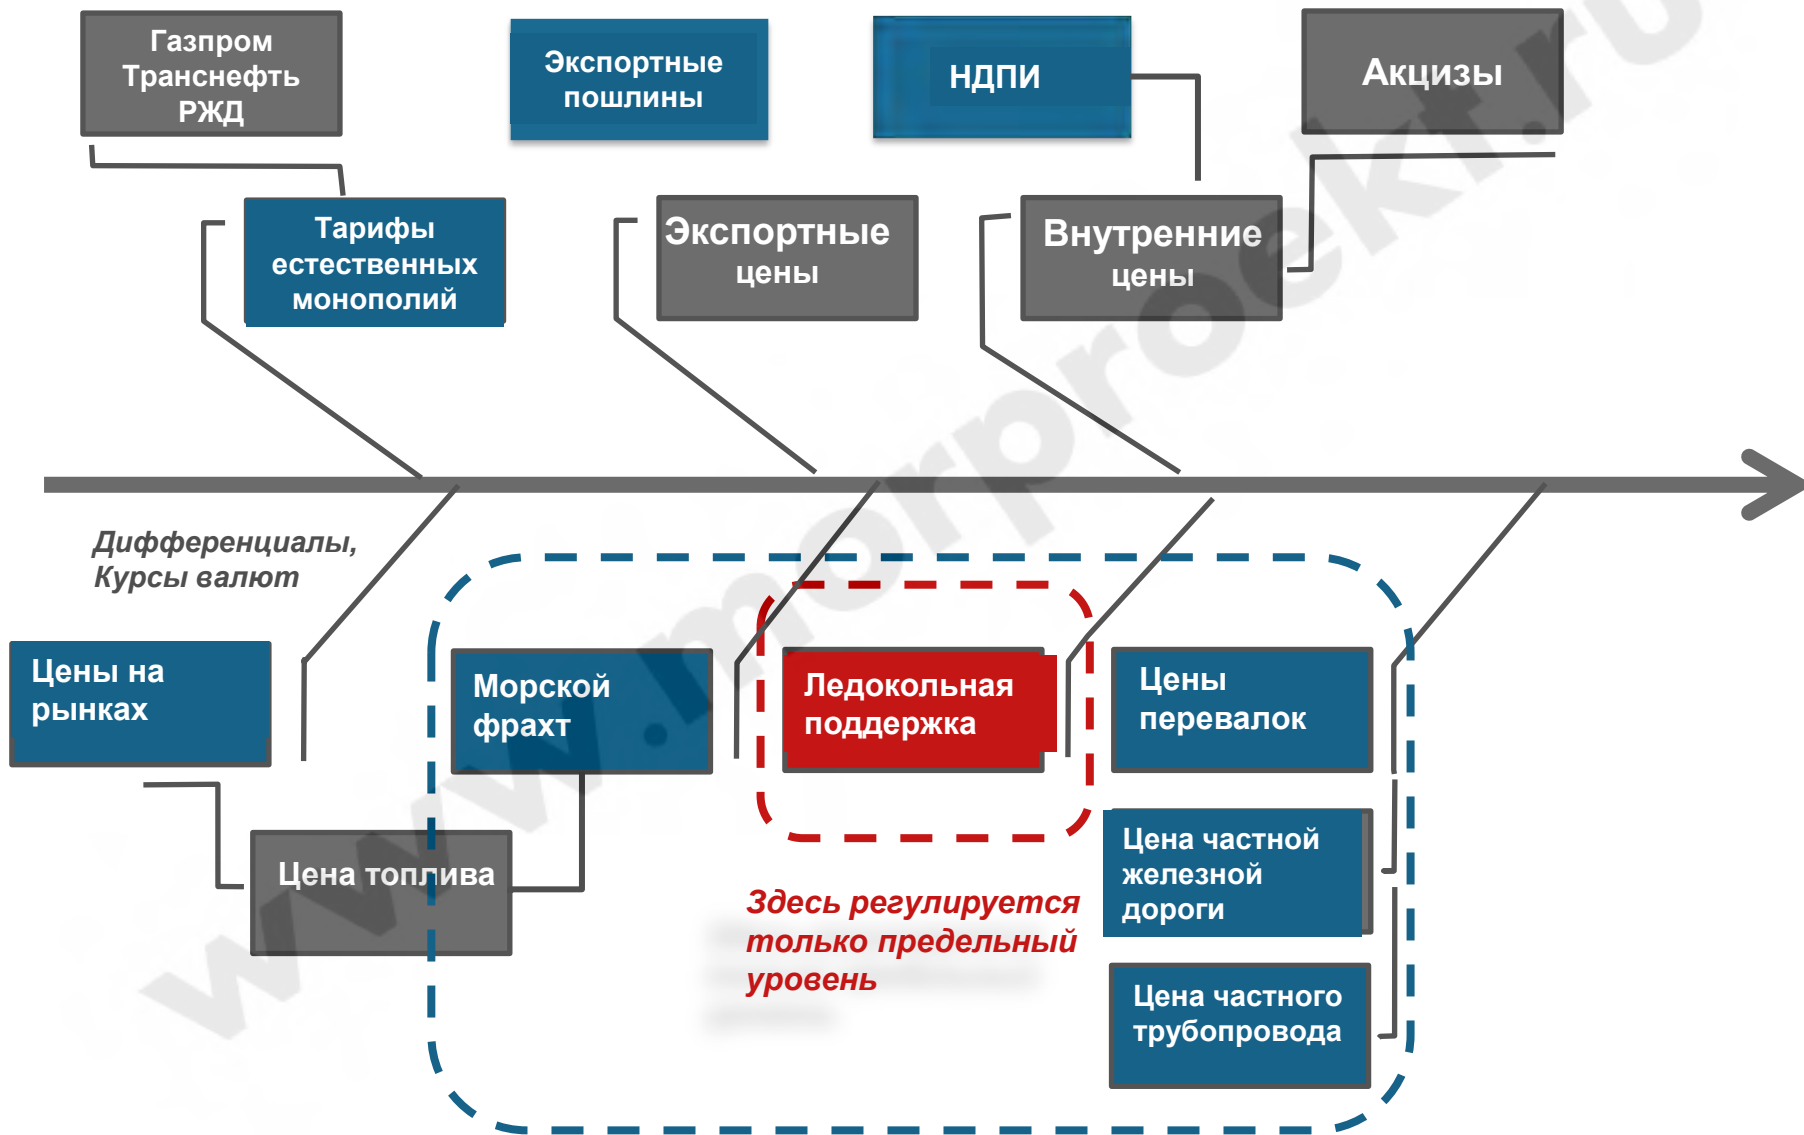 Газпром
Транснефть
РЖД
Экспортные
пошлины
НДПИ
Акцизы
Тарифы
естественных
монополий
Экспортные
цены
Внутренние
цены
Дифференциалы,
Курсы валют
Цены на
рынках
Морской
фрахт
Ледокольная
поддержка
Цены
перевалок
Цена топлива
Цена частной
железной
дороги
Здесь регулируется
только предельный
уровень
Цена частного
трубопровода
www.morproekt.ru